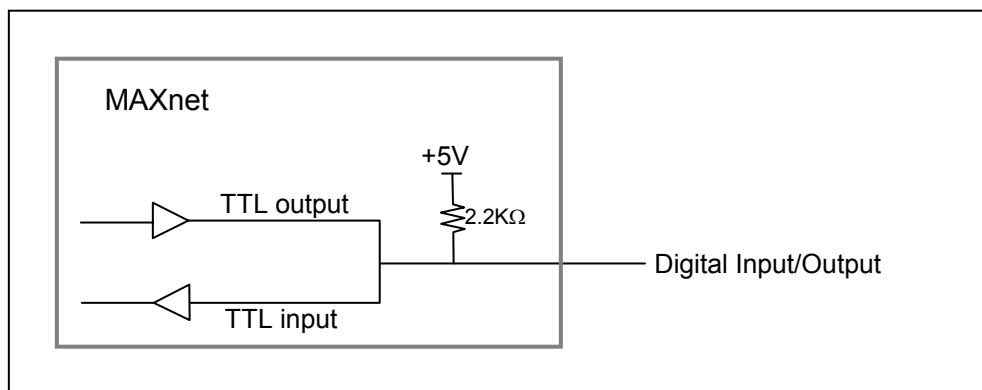 MAXnet
+5V
TTL output
2.2KΩ
Digital Input/Output
TTL input